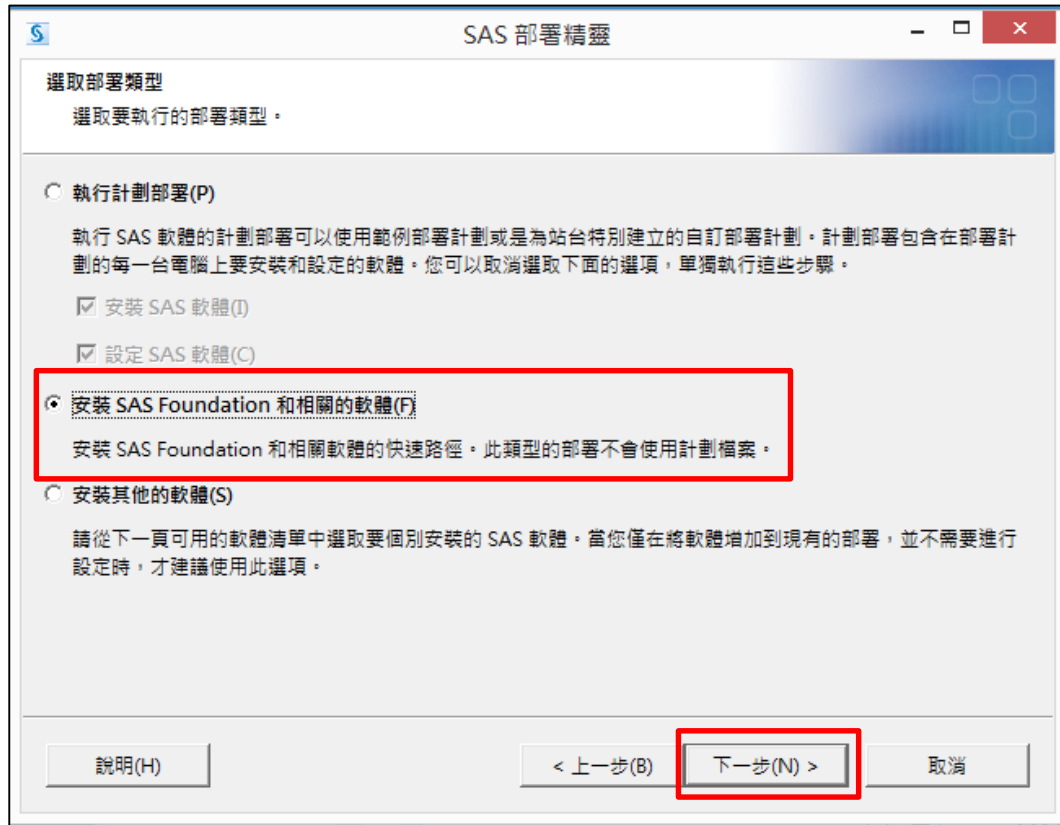 SAS 部署精靈
選取部署類型
選取要執行的部署類型。
執行計劃部署(P)
執行 SAS 軟體的計劃部署可以使用範例部署計劃或是為站台特別建立的自訂部署計劃。計劃部署包含在部署計
劃的每一台電腦上要安裝和設定的軟體。您可以取消選取下面的選項，單獨執行這些步驟。
安裝 SAS 軟體(I)
設定 SAS 軟體(C)
安裝 SAS Foundation 和相關的軟體(F)
安裝 SAS Foundation 和相關軟體的快速路徑。此類型的部署不會使用計劃檔案。
安裝其他的軟體(S)
請從下一頁可用的軟體清單中選取要個別安裝的 SAS 軟體。當您僅在將軟體增加到現有的部署，並不需要進行
設定時，才建議使用此選項。
說明(H) < 上一步(B) 下一步(N) > 取消